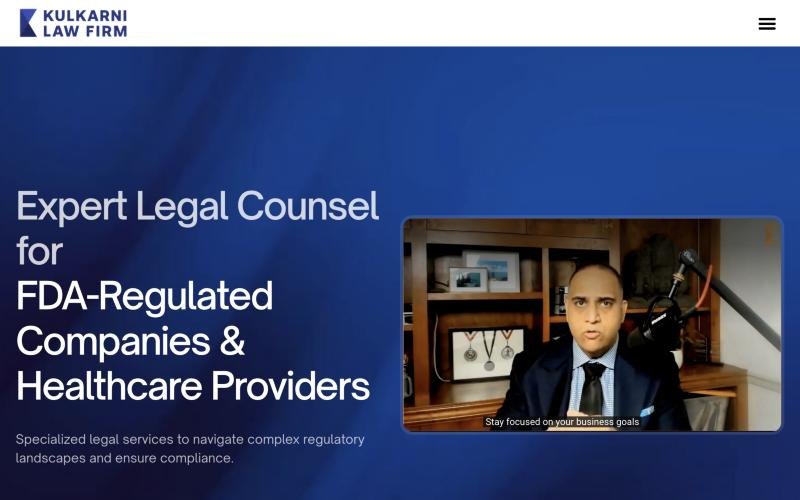 KULKARNI
LAW FIRM
Expert Legal Counsel
for
FDA-Regulated
Companies &
Healthcare Providers
Specialized legal services to navigate complex regulatory
landscapes and ensure compliance.
Stay focused on your business goals